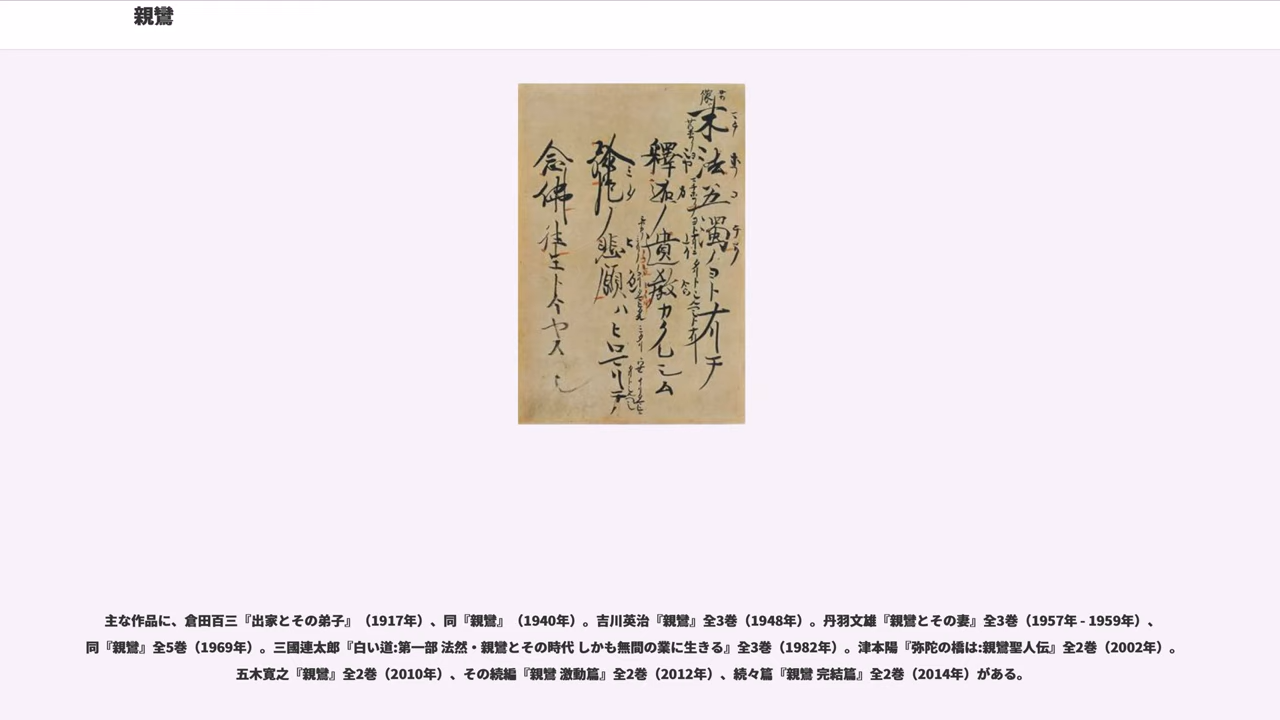 親鸞
末法五濁ノヨト有リテ
釋迦ノ遺教カクレシム
悲願ハヒロマリテ
念佛往生
主な作品に、倉田百三『出家とその弟子』（1917年）、同『親鸞』（1940年）。吉川英治『親鸞』全3巻（1948年）。丹羽文雄『親鸞とその妻』全3巻（1957年 - 1959年）、
同『親鸞』全5巻（1969年）。三國連太郎『白い道:第一部 法然・親鸞とその時代 しかも無間の業に生きる』全3巻（1982年）。津本陽『弥陀の橋は:親鸞聖人伝』全2巻（2002年）。
五木寛之『親鸞』全2巻（2010年）、その続編『親鸞 激動篇』全2巻（2012年）、続々篇『親鸞 完結篇』全2巻（2014年）がある。